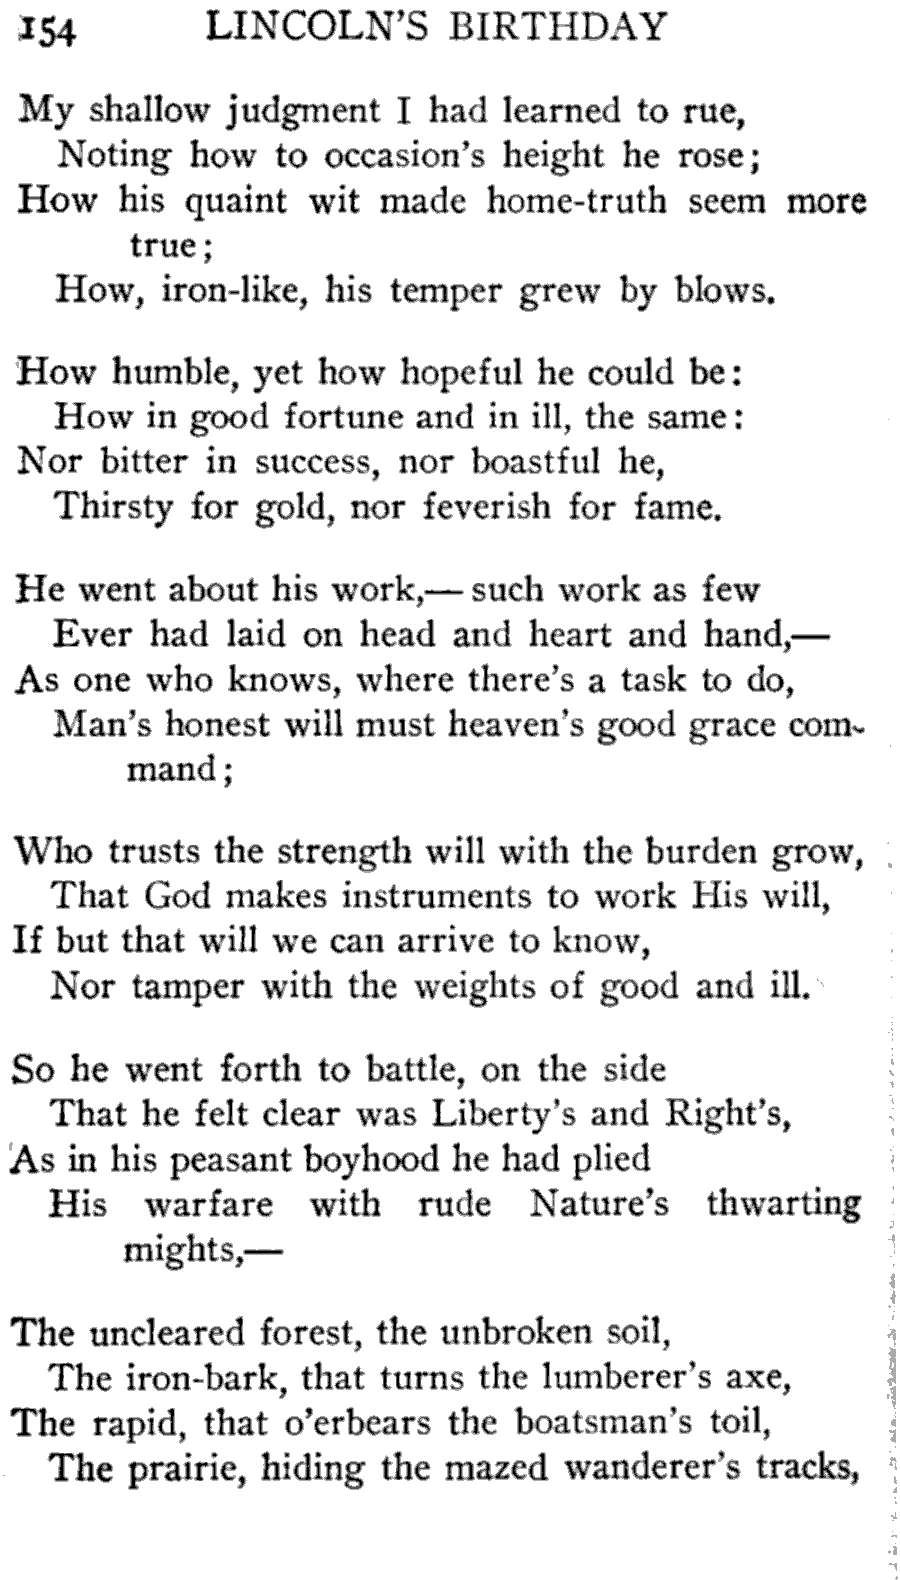 154 LINCOLN'S BIRTHDAY
My shallow judgment I had learned to rue,
Noting how to occasion's height he rose;
How his quaint wit made home-truth seem more
true;
How, iron-like, his temper grew by blows.
How humble, yet how hopeful he could be:
How in good fortune and in ill, the same:
Nor bitter in success, nor boastful he,
Thirsty for gold, nor feverish for fame.
He went about his work,—such work as few
Ever had laid on head and heart and hand,—
As one who knows, where there's a task to do,
Man's honest will must heaven's good grace com-
mand;
Who trusts the strength will with the burden grow,
That God makes instruments to work His will,
If but that will we can arrive to know,
Nor tamper with the weights of good and ill.
So he went forth to battle, on the side
That he felt clear was Liberty's and Right's,
As in his peasant boyhood he had plied
His warfare with rude Nature's thwarting
mights,—
The uncleared forest, the unbroken soil,
The iron-bark, that turns the lumberer's axe,
The rapid, that o'erbears the boatsman's toil,
The prairie, hiding the mazed wanderer's tracks,